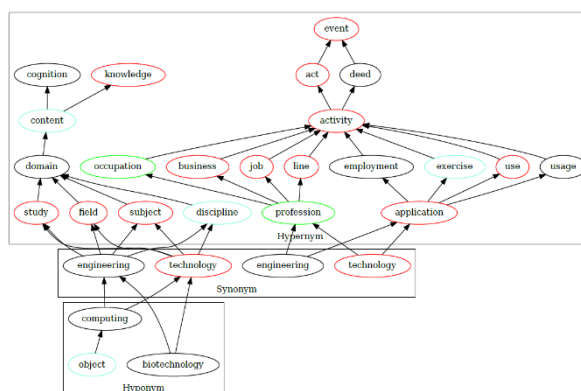 event
act deed
cognition knowledge
content activity
domain occupation business job line employment exercise use usage
study field subject discipline profession application
Hypernym
engineering technology engineering technology
Synonym
computing
object biotechnology
Hyponym